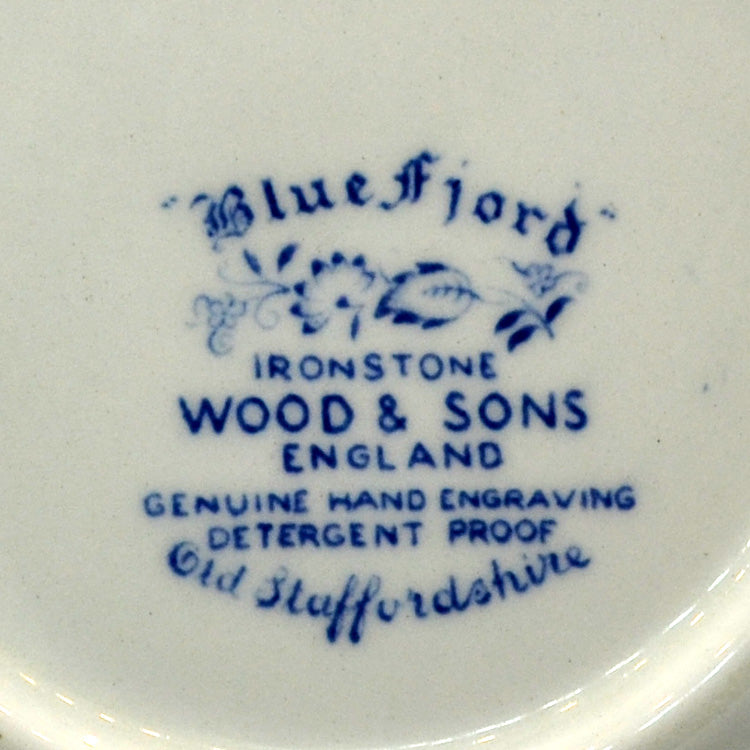 "Blue Fjord"
IRONSTONE
WOOD & SONS
ENGLAND
GENUINE HAND ENGRAVING
DETERGENT PROOF
Old Staffordshire